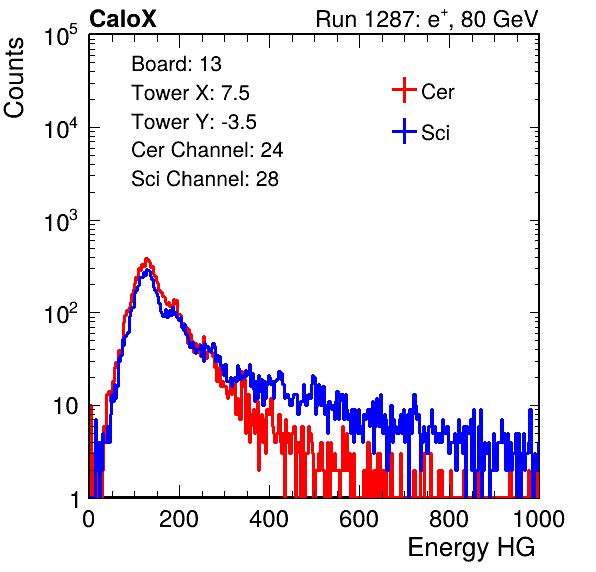 CaloX Run 1287: e⁺, 80 GeV
Counts
Board: 13
Tower X: 7.5
Tower Y: -3.5
Cer Channel: 24
Sci Channel: 28
Cer
Sci
10⁵
10⁴
10³
10²
10
1
0 200 400 600 800 1000
Energy HG